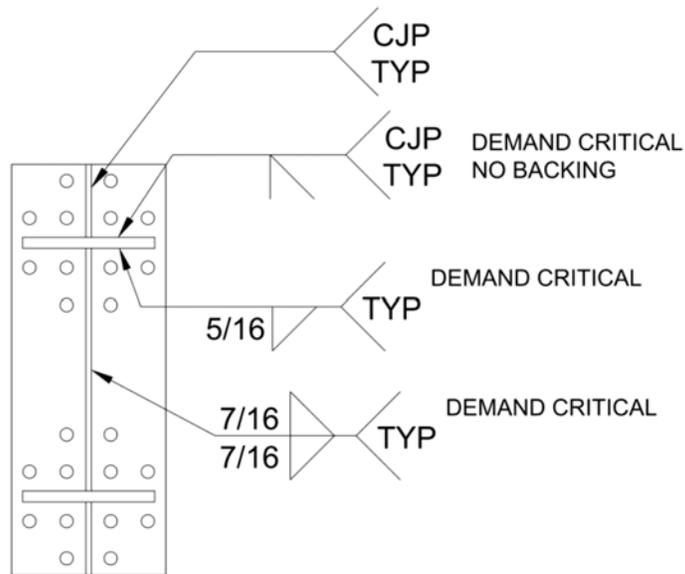 CJP
TYP
CJP
TYP
DEMAND CRITICAL
NO BACKING
DEMAND CRITICAL
TYP
5/16
DEMAND CRITICAL
7/16
TYP
7/16